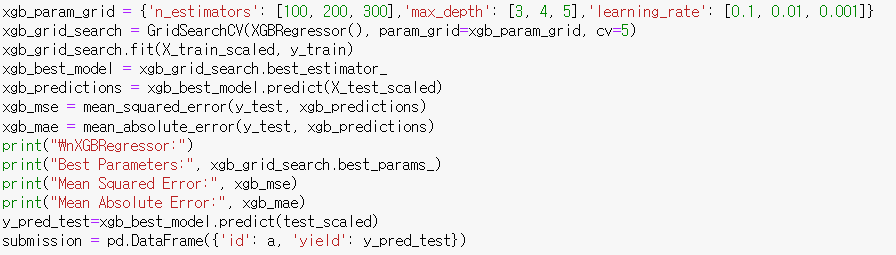 xgb_param_grid = {'n_estimators': [100, 200, 300],'max_depth': [3, 4, 5],'learning_rate': [0.1, 0.01, 0.001]}
xgb_grid_search = GridSearchCV(XGBRegressor(), param_grid=xgb_param_grid, cv=5)
xgb_grid_search.fit(X_train_scaled, y_train)
xgb_best_model = xgb_grid_search.best_estimator_
xgb_predictions = xgb_best_model.predict(X_test_scaled)
xgb_mse = mean_squared_error(y_test, xgb_predictions)
xgb_mae = mean_absolute_error(y_test, xgb_predictions)
print("₩nXGBRegressor:")
print("Best Parameters:", xgb_grid_search.best_params_)
print("Mean Squared Error:", xgb_mse)
print("Mean Absolute Error:", xgb_mae)
y_pred_test=xgb_best_model.predict(test_scaled)
submission = pd.DataFrame({'id': a, 'yield': y_pred_test})